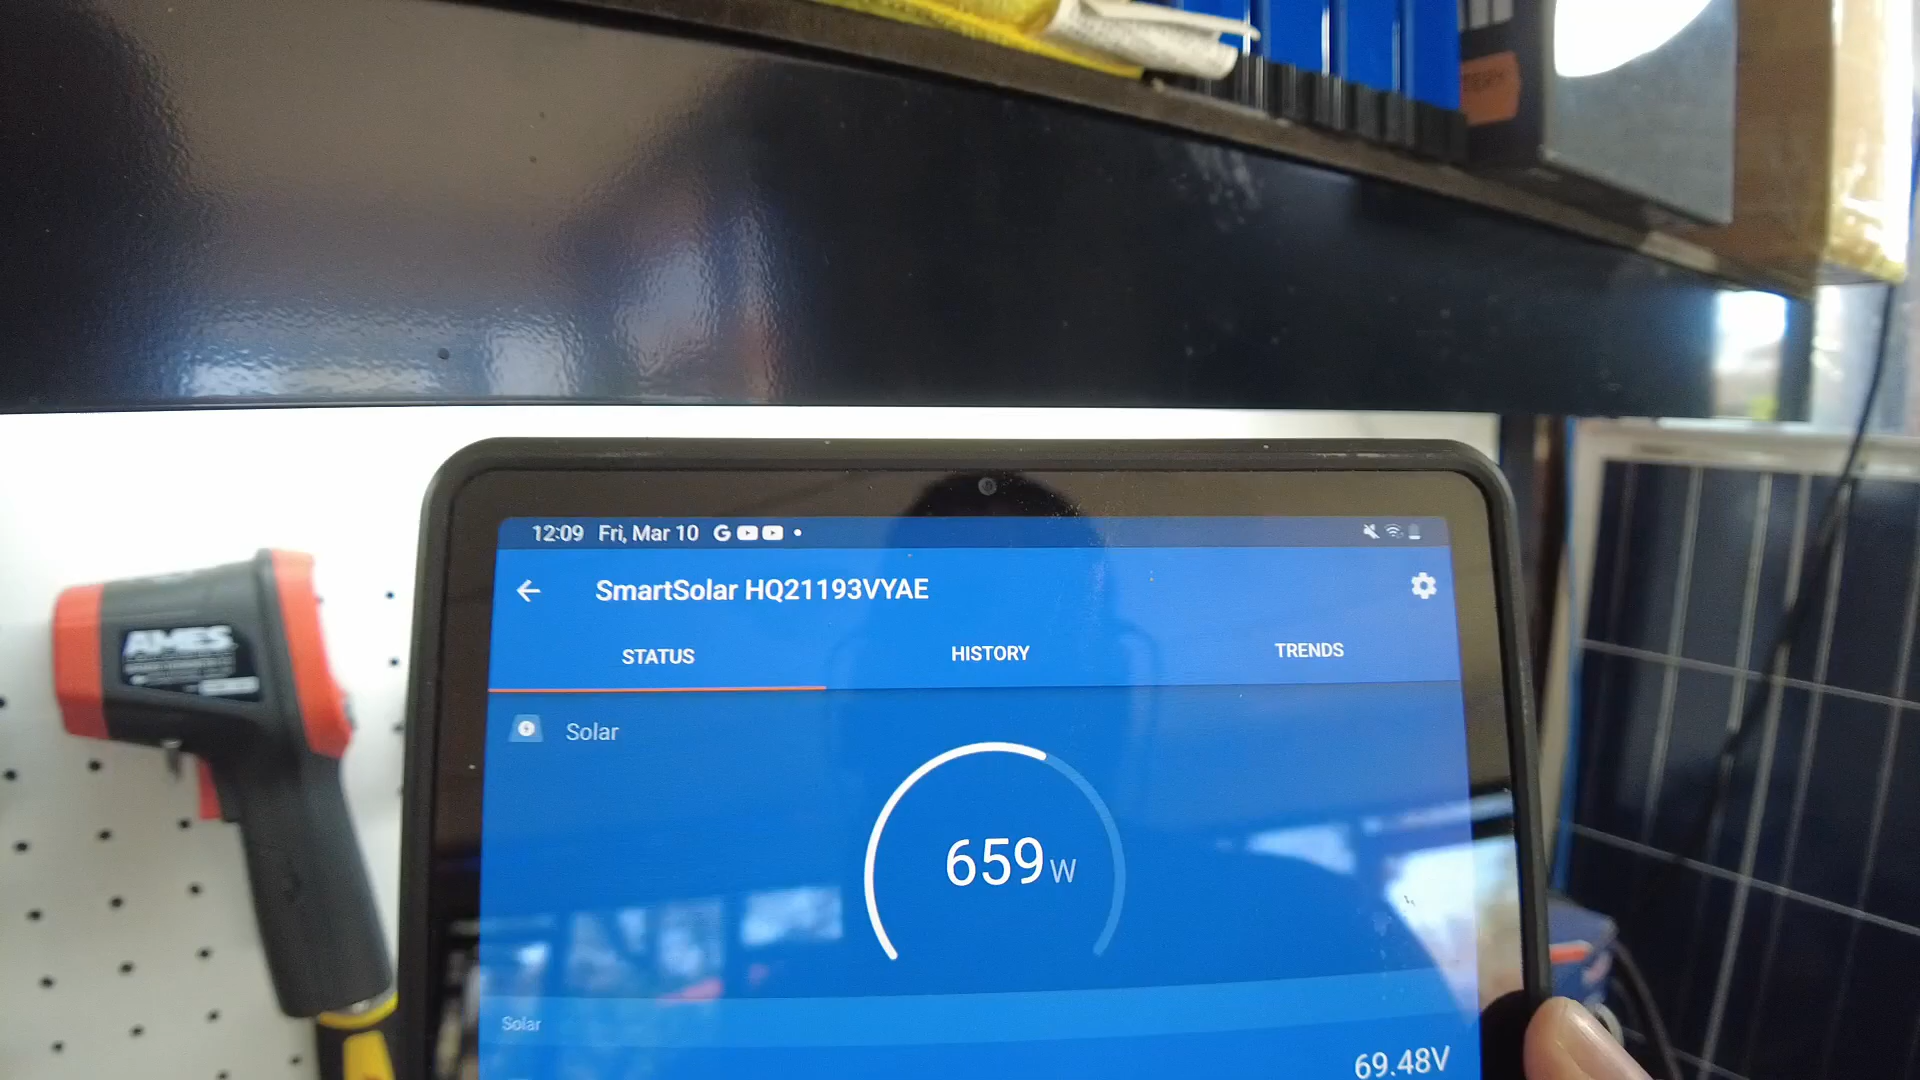 12:09 Fri, Mar 10 G
SmartSolar HQ21193VYAE
STATUS
HISTORY
TRENDS
Solar
659W
Solar
69.48V
AMES